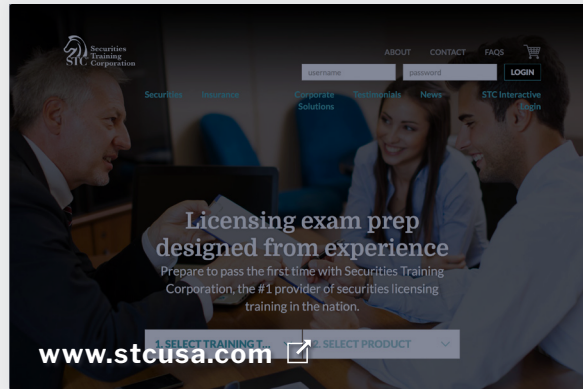 Securities
Training
STC Corporation
ABOUT CONTACT FAQS
username password LOGIN
Securities Insurance Corporate Solutions Testimonials News STC Interactive Login
Licensing exam prep
designed from experience
Prepare to pass the first time with Securities Training
Corporation, the #1 provider of securities licensing
training in the nation.
1. SELECT TRAINING T... 2. SELECT PRODUCT
www.stcusa.com